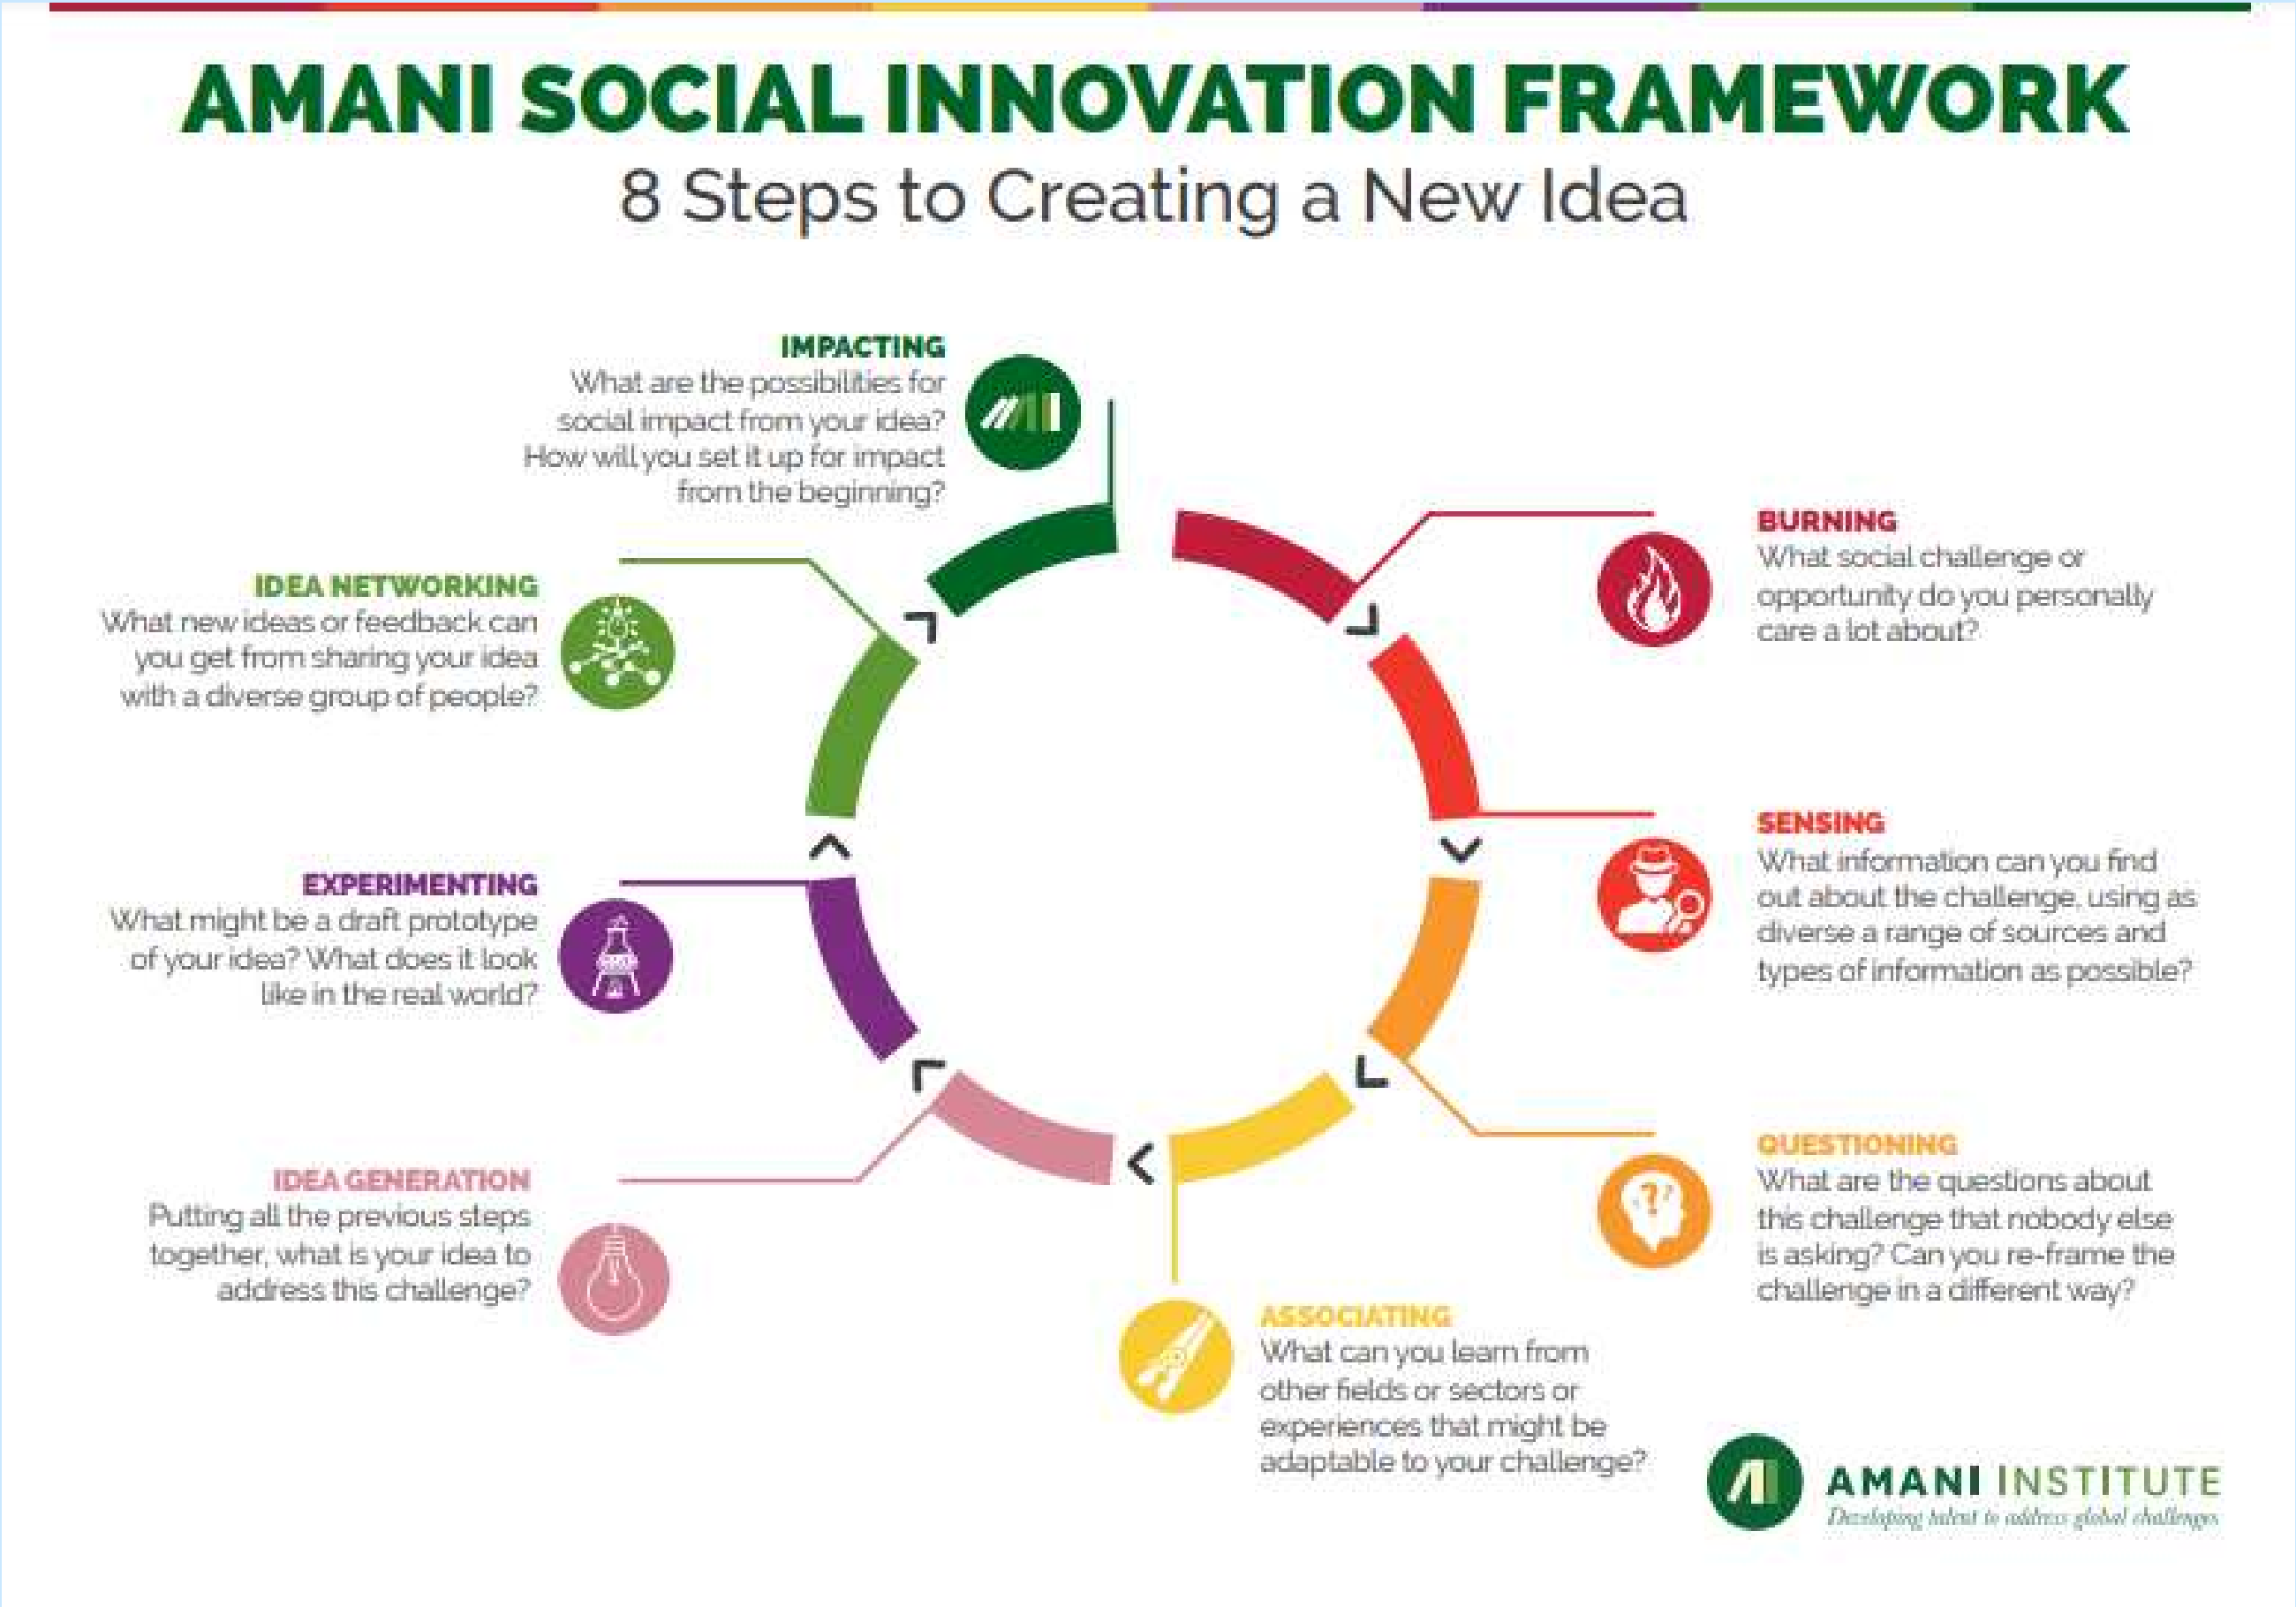 AMANI SOCIAL INNOVATION FRAMEWORK
8 Steps to Creating a New Idea
IMPACTING
What are the possibilities for
social impact from your idea?
How will you set it up for impact
from the beginning?
BURNING
What social challenge or
opportunity do you personally
care a lot about?
SENSING
What information can you find
out about the challenge, using as
diverse a range of sources and
types of information as possible?
QUESTIONING
What are the questions about
this challenge that nobody else
is asking? Can you re-frame the
challenge in a different way?
ASSOCIATING
What can you learn from
other fields or sectors or
experiences that might be
adaptable to your challenge?
IDEA GENERATION
Putting all the previous steps
together, what is your idea to
address this challenge?
EXPERIMENTING
What might be a draft prototype
of your idea? What does it look
like in the real world?
IDEA NETWORKING
What new ideas or feedback can
you get from sharing your idea
with a diverse group of people?
AMANI INSTITUTE
Developing talent to address global challenges